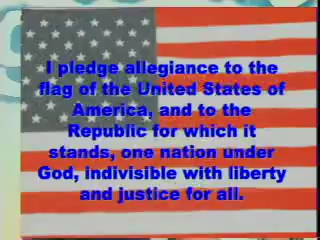 I pledge allegiance to the
flag of the United States of
America, and to the
Republic for which it
stands, one nation under
God, indivisible with liberty
and justice for all.